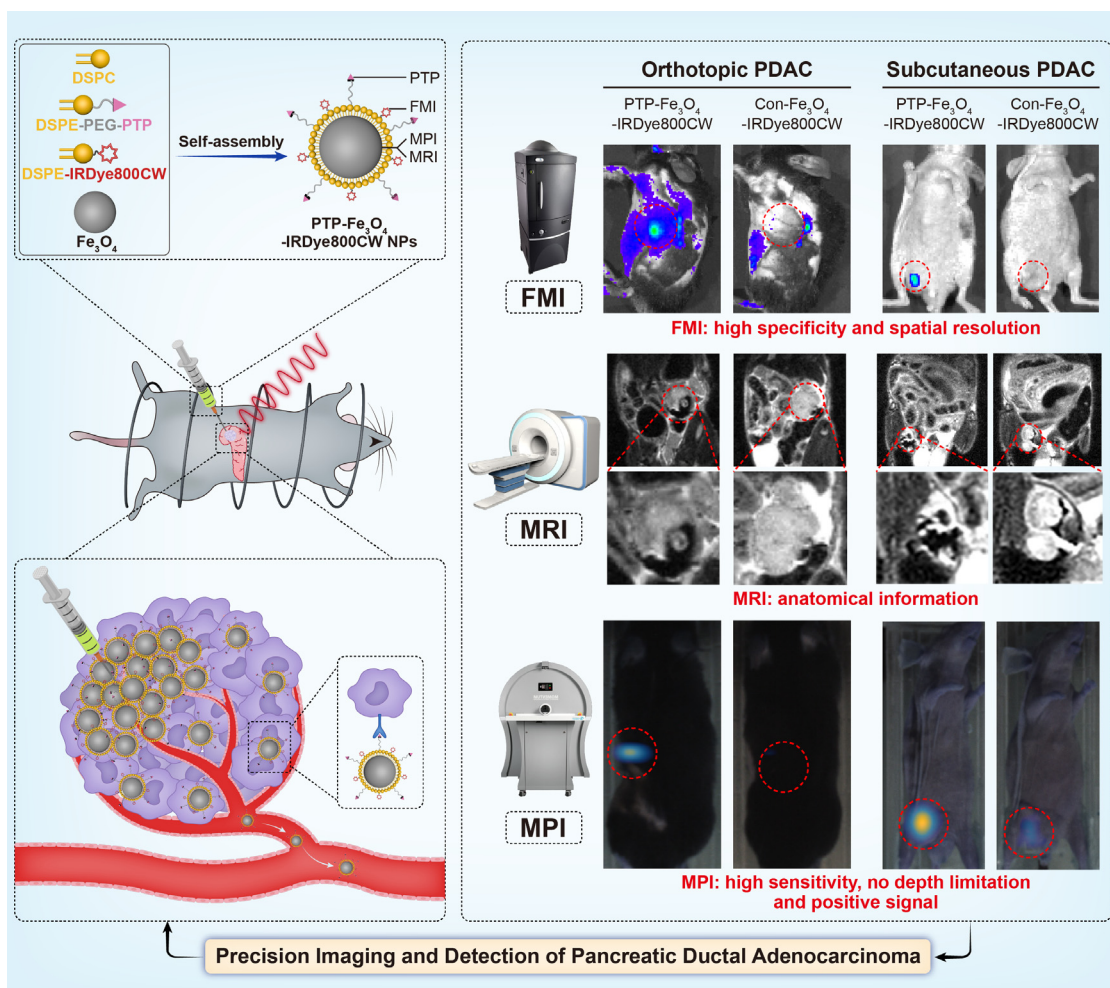 DSPC
DSPE-PEG-PTP
DSPE-IRDye800CW
Fe₃O₄
Self-assembly
PTP
FMI
MPI
MRI
PTP-Fe₃O₄
-IRDye800CW NPs
Orthotopic PDAC
Subcutaneous PDAC
PTP-Fe₃O₄
-IRDye800CW
Con-Fe₃O₄
-IRDye800CW
PTP-Fe₃O₄
-IRDye800CW
Con-Fe₃O₄
-IRDye800CW
FMI
FMI: high specificity and spatial resolution
MRI
MRI: anatomical information
MPI
MPI: high sensitivity, no depth limitation
and positive signal
Precision Imaging and Detection of Pancreatic Ductal Adenocarcinoma